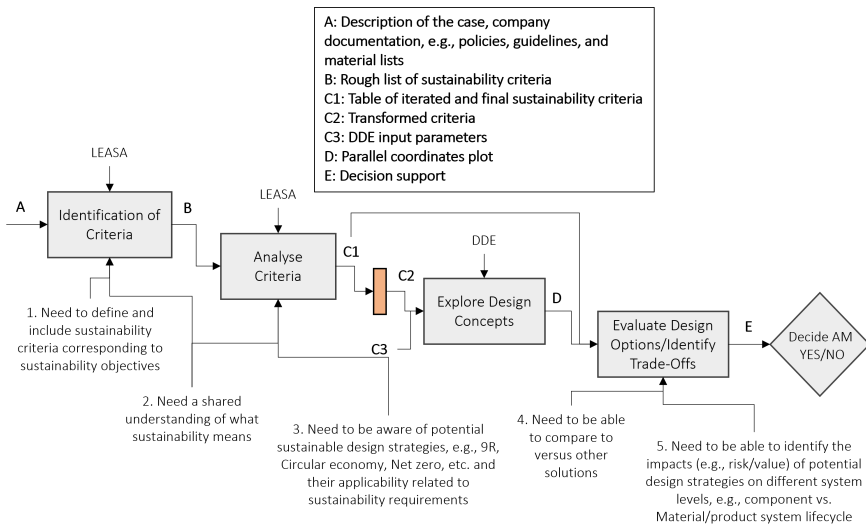 A: Description of the case, company
documentation, e.g., policies, guidelines, and
material lists
B: Rough list of sustainability criteria
C1: Table of iterated and final sustainability criteria
C2: Transformed criteria
C3: DDE input parameters
D: Parallel coordinates plot
E: Decision support
LEASA
A
Identification of
Criteria
B
LEASA
Analyse
Criteria
C1
C2
C3
DDE
Explore Design
Concepts
D
Evaluate Design
Options/Identify
Trade-Offs
E
Decide AM
YES/NO
1. Need to define and
include sustainability
criteria corresponding to
sustainability objectives
2. Need a shared
understanding of what
sustainability means
3. Need to be aware of potential
sustainable design strategies, e.g., 9R,
Circular economy, Net zero, etc. and
their applicability related to
sustainability requirements
4. Need to be able
to compare to
versus other
solutions
5. Need to be able to identify the
impacts (e.g., risk/value) of potential
design strategies on different system
levels, e.g., component vs.
Material/product system lifecycle